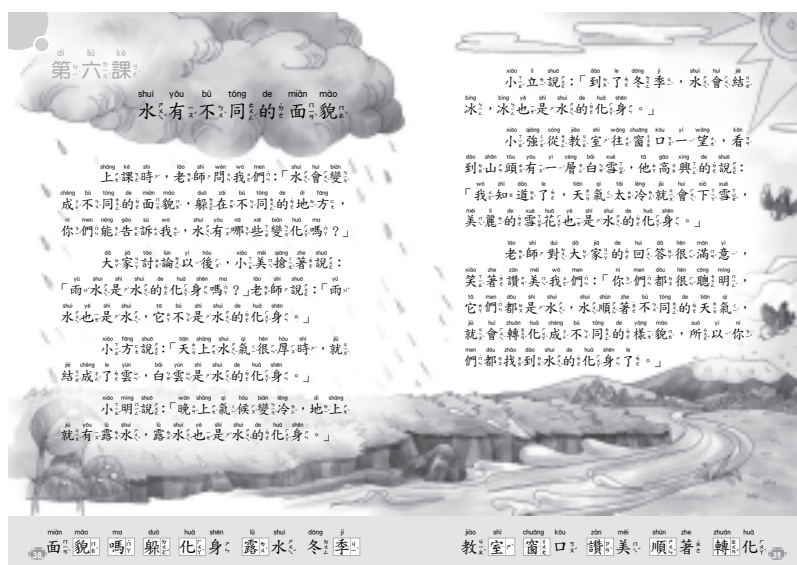 第六課
水有不同的面貌
上課時，老師問我們：「水會變
成不同的面貌，躲在不同的地方，
你們能告訴我，水有哪些變化嗎？」
大家討論以後，小美搶著說：
「雨水是水的化身嗎？」老師說：「雨
水也是水，它不是水的化身。」
小方說：「天上水氣很厚時，就
結成了雲，白雲是水的化身。」
小明說：「晚上氣候變冷，地上
就有露水，露水也是水的化身。」
小立說：「到了冬季，水會結
冰，冰也是水的化身。」
小強從教室往窗口一望，看
到山頭有一層白雪，他高興的說：
「我知道了，天氣太冷就會下雪，
美麗的雪花也是水的化身。」
老師對大家的回答很滿意，
笑著讚美我們：「你們都很聰明，
它們都是水，水順著不同的天氣，
就會轉化成不同的樣貌，所以你
們都找到水的化身了。」
38 面貌 嗎 躲 化身 露水 冬季
教室 窗口 讚美 順著 轉化 39